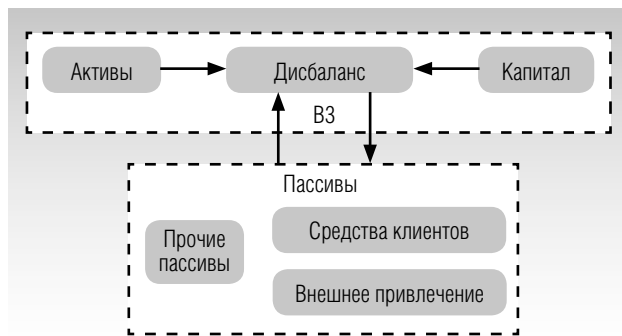 Активы
Дисбаланс
Капитал
ВЗ
Пассивы
Прочие
пассивы
Средства клиентов
Внешнее привлечение